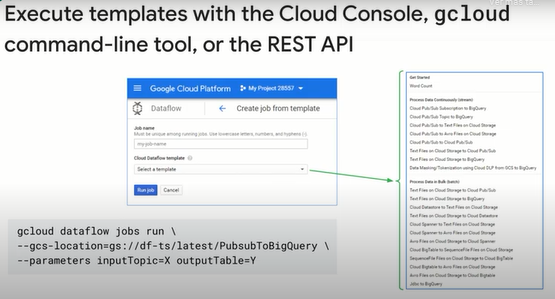 Execute templates with the Cloud Console, gcloud
command-line tool, or the REST API
Google Cloud Platform
My Project 28557
Dataflow
Create job from template
Job name
Must be unique among running jobs. Use lowercase letters, numbers, and hyphens (-).
my-job-name
Cloud Dataflow template
Select a template
Run job
Cancel
gcloud dataflow jobs run \
--gcs-location=gs://df-ts/latest/PubsubToBigQuery \
--parameters inputTopic=X outputTable=Y
Get Started
Word Count
Process Data Continuously (stream)
Cloud Pub/Sub Subscription to BigQuery
Cloud Pub/Sub Topic to BigQuery
Cloud Pub/Sub to Text Files on Cloud Storage
Cloud Pub/Sub to Avro Files on Cloud Storage
Cloud Pub/Sub to Cloud Pub/Sub
Text Files on Cloud Storage to Cloud Pub/Sub
Text Files on Cloud Storage to BigQuery
Data Masking/Tokenization using Cloud DLP from GCS to BigQuery
Process Data in Bulk (batch)
Text Files on Cloud Storage to Cloud Pub/Sub
Text Files on Cloud Storage to BigQuery
Cloud Datastore to Text Files on Cloud Storage
Text Files on Cloud Storage to Cloud Datastore
Cloud Spanner to Text Files on Cloud Storage
Cloud Spanner to Avro Files on Cloud Storage
Avro Files on Cloud Storage to Cloud Spanner
Cloud BigTable to SequenceFile Files on Cloud Storage
SequenceFile Files on Cloud Storage to Cloud BigTable
Cloud Bigtable to Avro Files on Cloud Storage
Avro Files on Cloud Storage to Cloud Bigtable
Jdbc to BigQuery